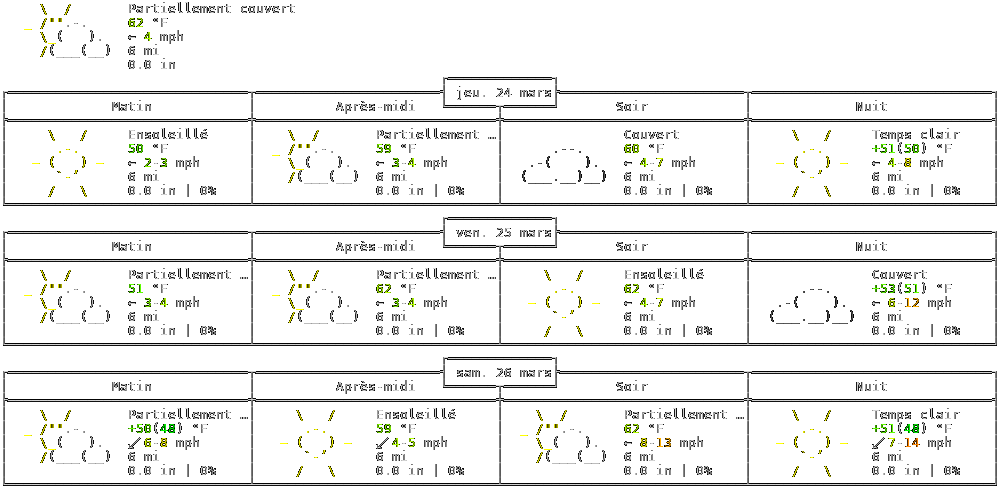 Partiellement couvert
62 °F
← 4 mph
6 mi
0.0 in
jeu. 24 mars
Matin Après-midi Soir Nuit
Ensoleillé Partiellement … Couvert Temps clair
50 °F 59 °F 60 °F +51(50) °F
← 2-3 mph ← 3-4 mph ← 4-7 mph ← 4-8 mph
6 mi 6 mi 6 mi 6 mi
0.0 in | 0% 0.0 in | 0% 0.0 in | 0% 0.0 in | 0%
ven. 25 mars
Matin Après-midi Soir Nuit
Partiellement … Partiellement … Ensoleillé Couvert
51 °F 62 °F 62 °F +53(51) °F
← 3-4 mph ← 3-4 mph ← 4-7 mph ← 6-12 mph
6 mi 6 mi 6 mi 6 mi
0.0 in | 0% 0.0 in | 0% 0.0 in | 0% 0.0 in | 0%
sam. 26 mars
Matin Après-midi Soir Nuit
Partiellement … Ensoleillé Partiellement … Temps clair
+50(48) °F 59 °F 62 °F +51(48) °F
↙ 6-8 mph ↙ 4-5 mph ← 8-13 mph ↙ 7-14 mph
6 mi 6 mi 6 mi 6 mi
0.0 in | 0% 0.0 in | 0% 0.0 in | 0% 0.0 in | 0%